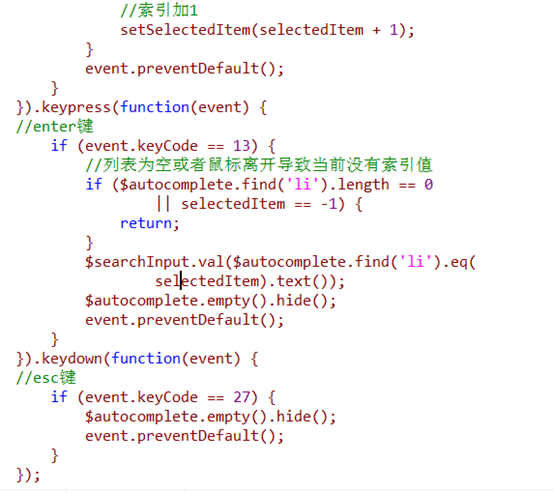 //索引加1
setSelectedItem(selectedItem + 1);
}
event.preventDefault();
}
}).keypress(function(event) {
//enter键
if (event.keyCode == 13) {
//列表为空或者鼠标离开导致当前没有索引值
if ($autocomplete.find('li').length == 0
|| selectedItem == -1) {
return;
}
$searchInput.val($autocomplete.find('li').eq(
selectedItem).text());
$autocomplete.empty().hide();
event.preventDefault();
}
}).keydown(function(event) {
//esc键
if (event.keyCode == 27) {
$autocomplete.empty().hide();
event.preventDefault();
}
});